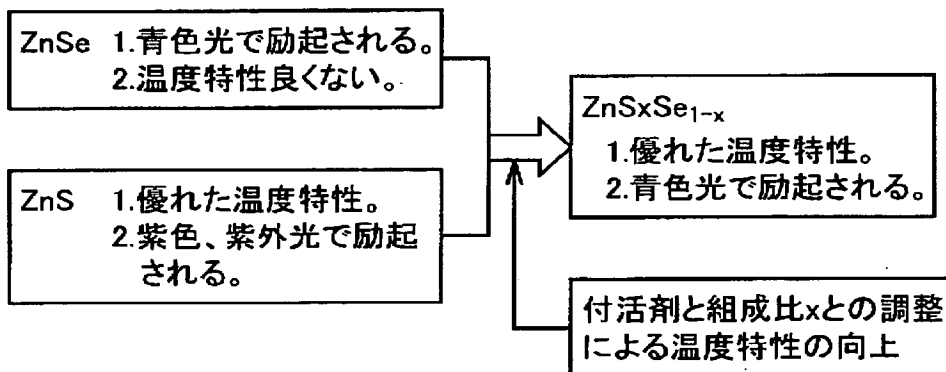 ZnSe 1.青色光で励起される。
2.温度特性良くない。
ZnS 1.優れた温度特性。
2.紫色、紫外光で励起
される。
ZnSxSe₁₋ₓ
1.優れた温度特性。
2.青色光で励起される。
付活剤と組成比xとの調整
による温度特性の向上